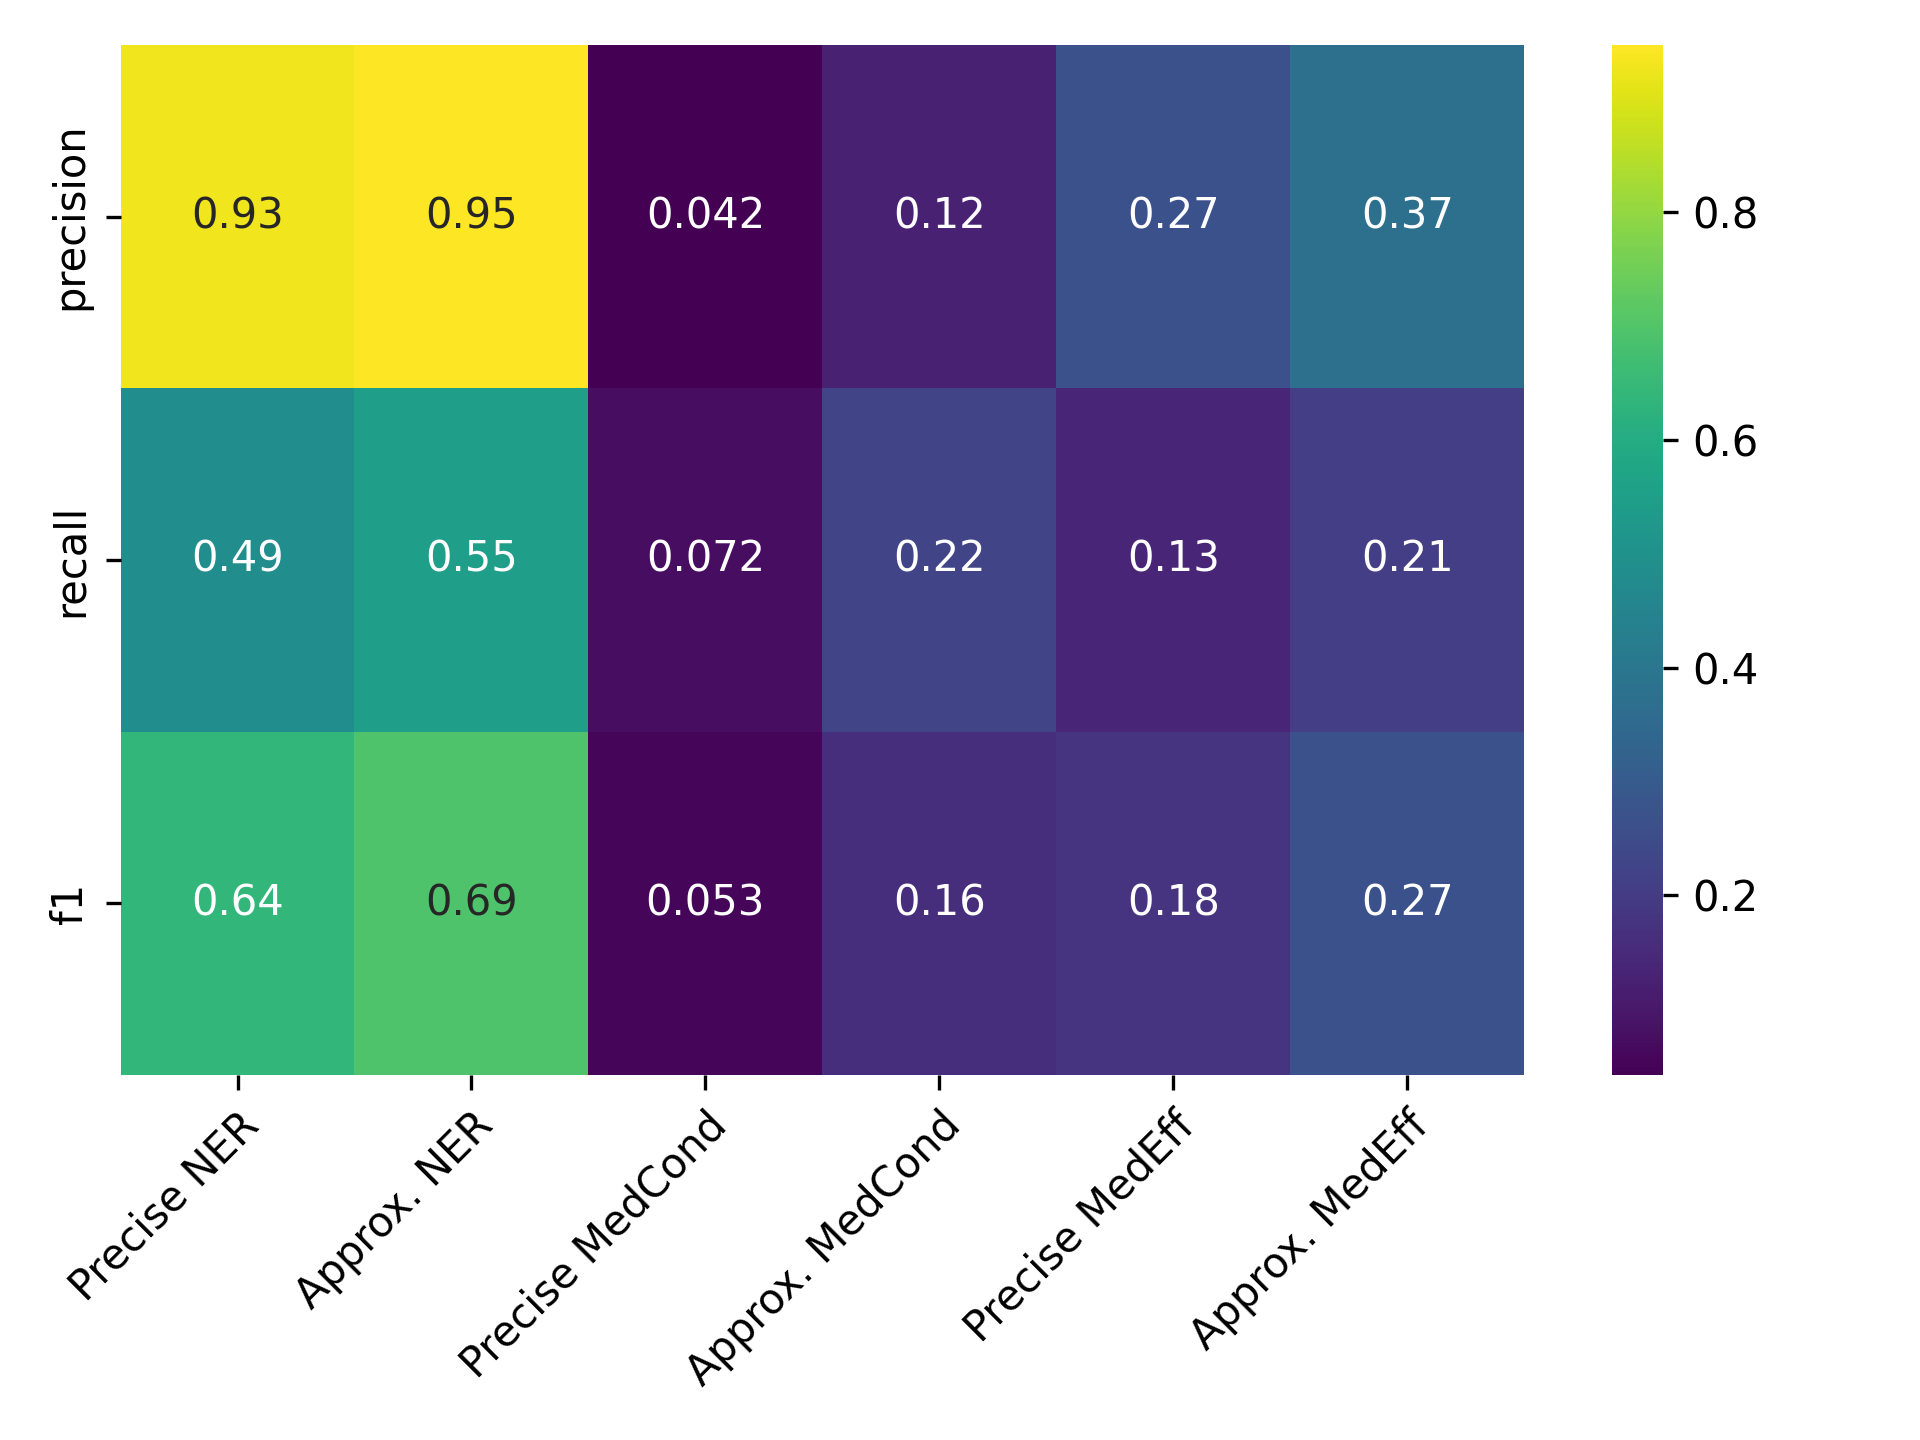 precision 0.93 0.95 0.042 0.12 0.27 0.37
recall 0.49 0.55 0.072 0.22 0.13 0.21
f1 0.64 0.69 0.053 0.16 0.18 0.27
Precise NER
Approx. NER
Precise MedCond
Approx. MedCond
Precise MedEff
Approx. MedEff
0.8
0.6
0.4
0.2